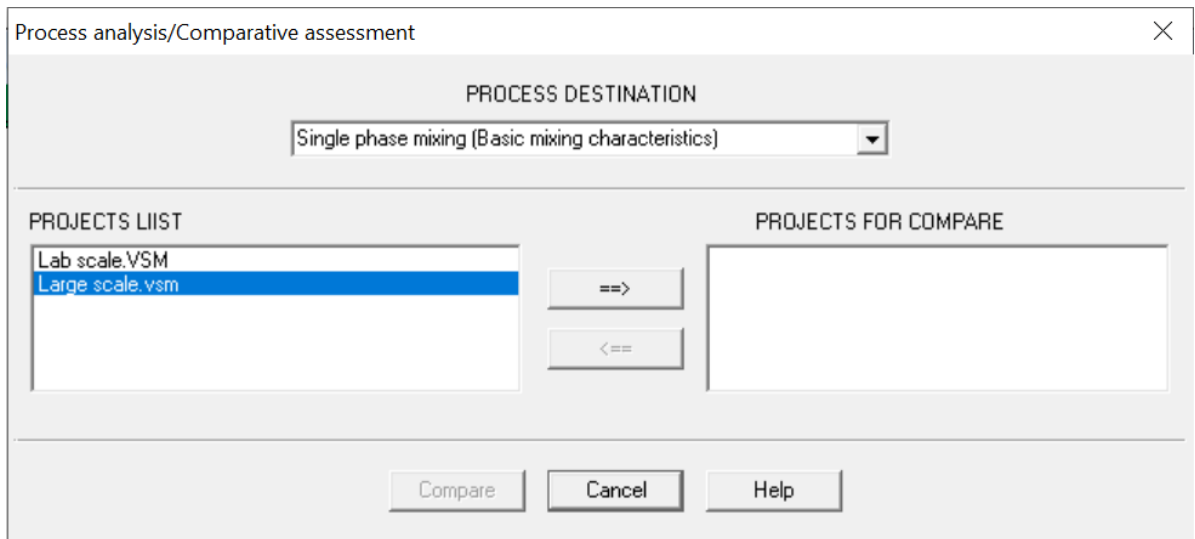 Process analysis/Comparative assessment
PROCESS DESTINATION
Single phase mixing (Basic mixing characteristics)
PROJECTS LIIST
PROJECTS FOR COMPARE
Lab scale.VSM
Large scale.vsm
==>
<==
Compare
Cancel
Help